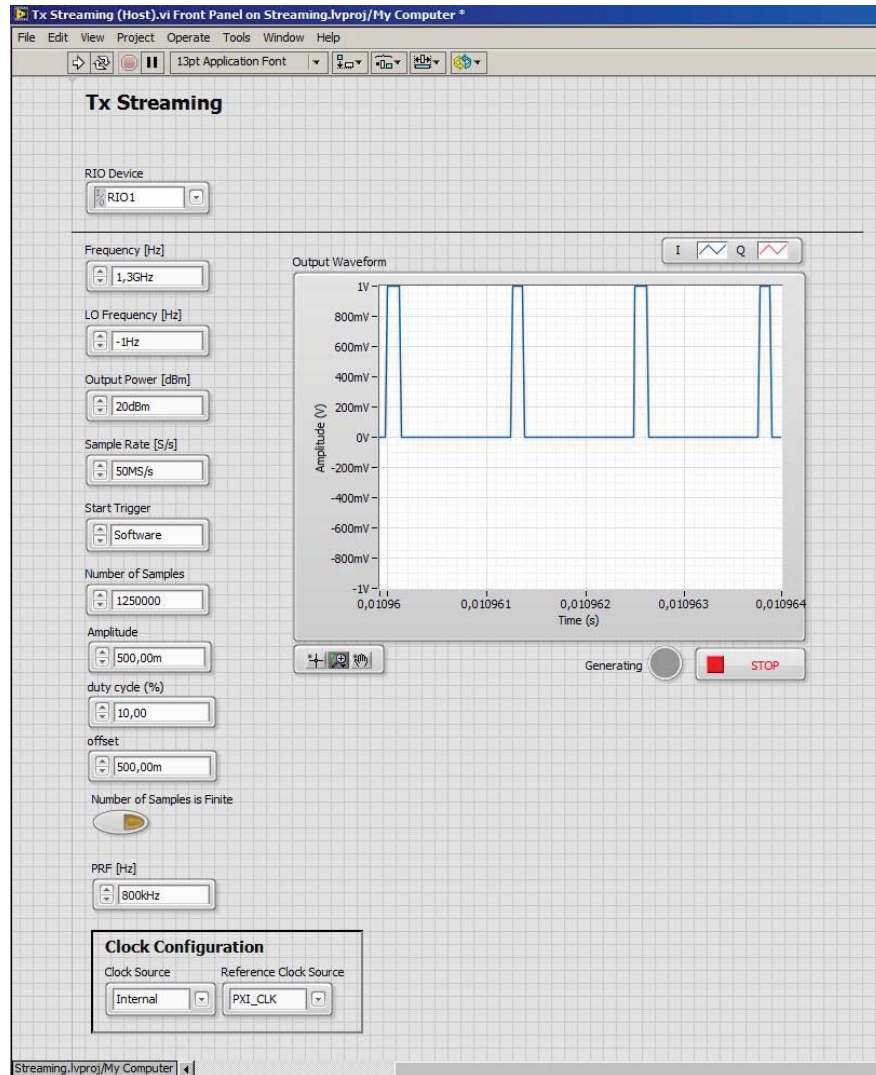 Tx Streaming (Host).vi Front Panel on Streaming.lvproj/My Computer *
File Edit View Project Operate Tools Window Help
13pt Application Font
Tx Streaming
RIO Device
RIO1
Frequency [Hz]
1,3GHz
LO Frequency [Hz]
-1Hz
Output Power [dBm]
20dBm
Sample Rate [S/s]
50MS/s
Start Trigger
Software
Number of Samples
1250000
Amplitude
500,00m
duty cycle (%)
10,00
offset
500,00m
Number of Samples is Finite
PRF [Hz]
800kHz
Output Waveform
I Q
1V
800mV
600mV
400mV
200mV
0V
-200mV
-400mV
-600mV
-800mV
-1V
Amplitude (V)
0,01096 0,010961 0,010962 0,010963 0,010964
Time (s)
Generating STOP
Clock Configuration
Clock Source Reference Clock Source
Internal PXI_CLK
Streaming.lvproj/My Computer